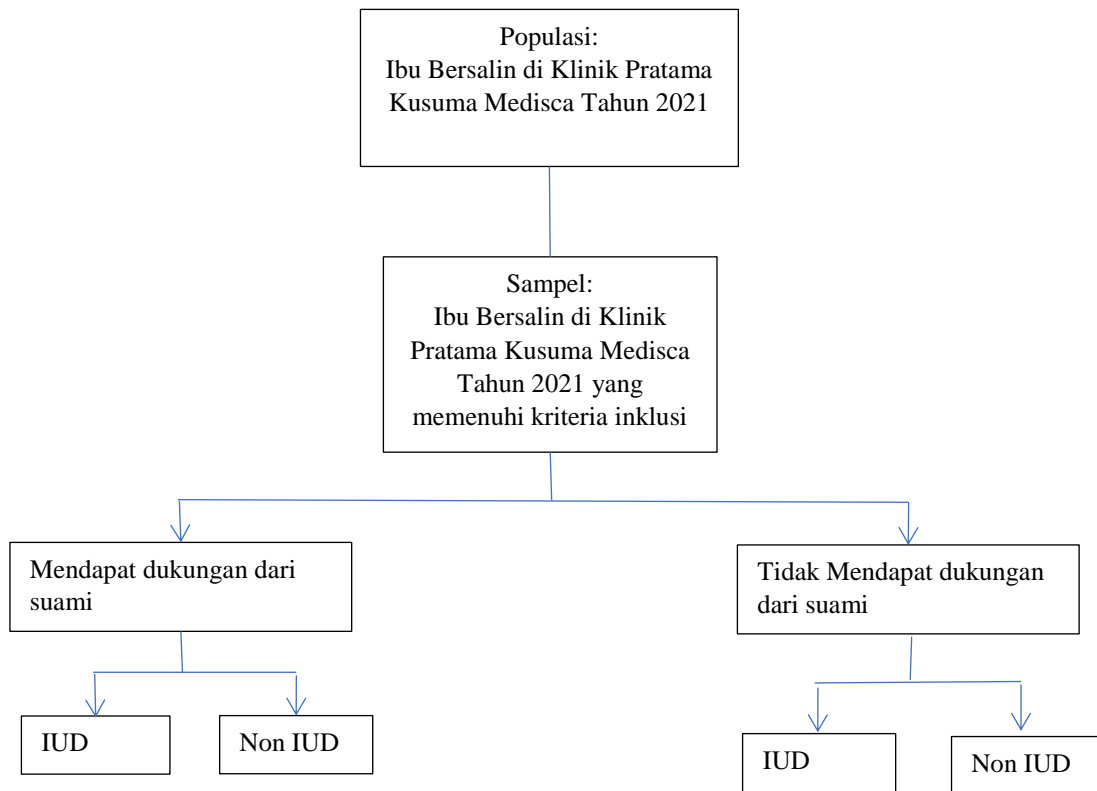 Populasi:
Ibu Bersalin di Klinik Pratama
Kusuma Medisca Tahun 2021
Sampel:
Ibu Bersalin di Klinik
Pratama Kusuma Medisca
Tahun 2021 yang
memenuhi kriteria inklusi
Mendapat dukungan dari
suami
Tidak Mendapat dukungan
dari suami
IUD
Non IUD
IUD
Non IUD